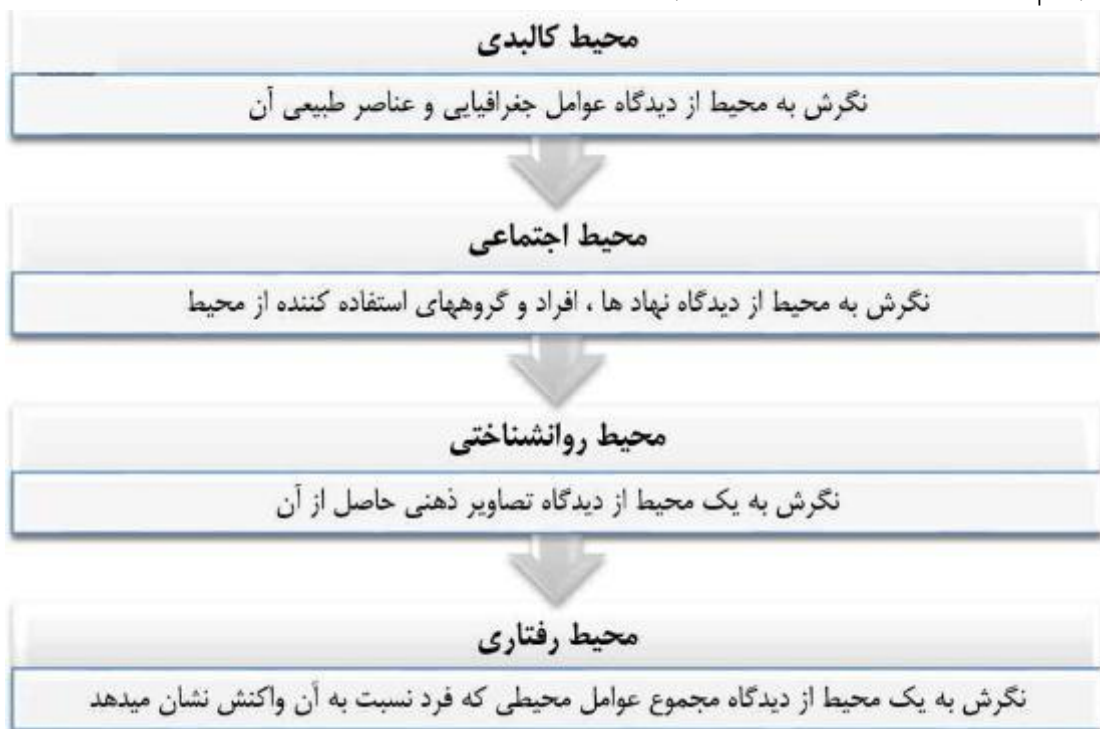 محیط کالبدی
نگرش به محیط از دیدگاه عوامل جغرافیایی و عناصر طبیعی آن
محیط اجتماعی
نگرش به محیط از دیدگاه نهاد ها ، افراد و گروههای استفاده کننده از محیط
محیط روانشناختی
نگرش به یک محیط از دیدگاه تصاویر ذهنی حاصل از آن
محیط رفتاری
نگرش به یک محیط از دیدگاه مجموع عوامل محیطی که فرد نسبت به آن واکنش نشان میدهد